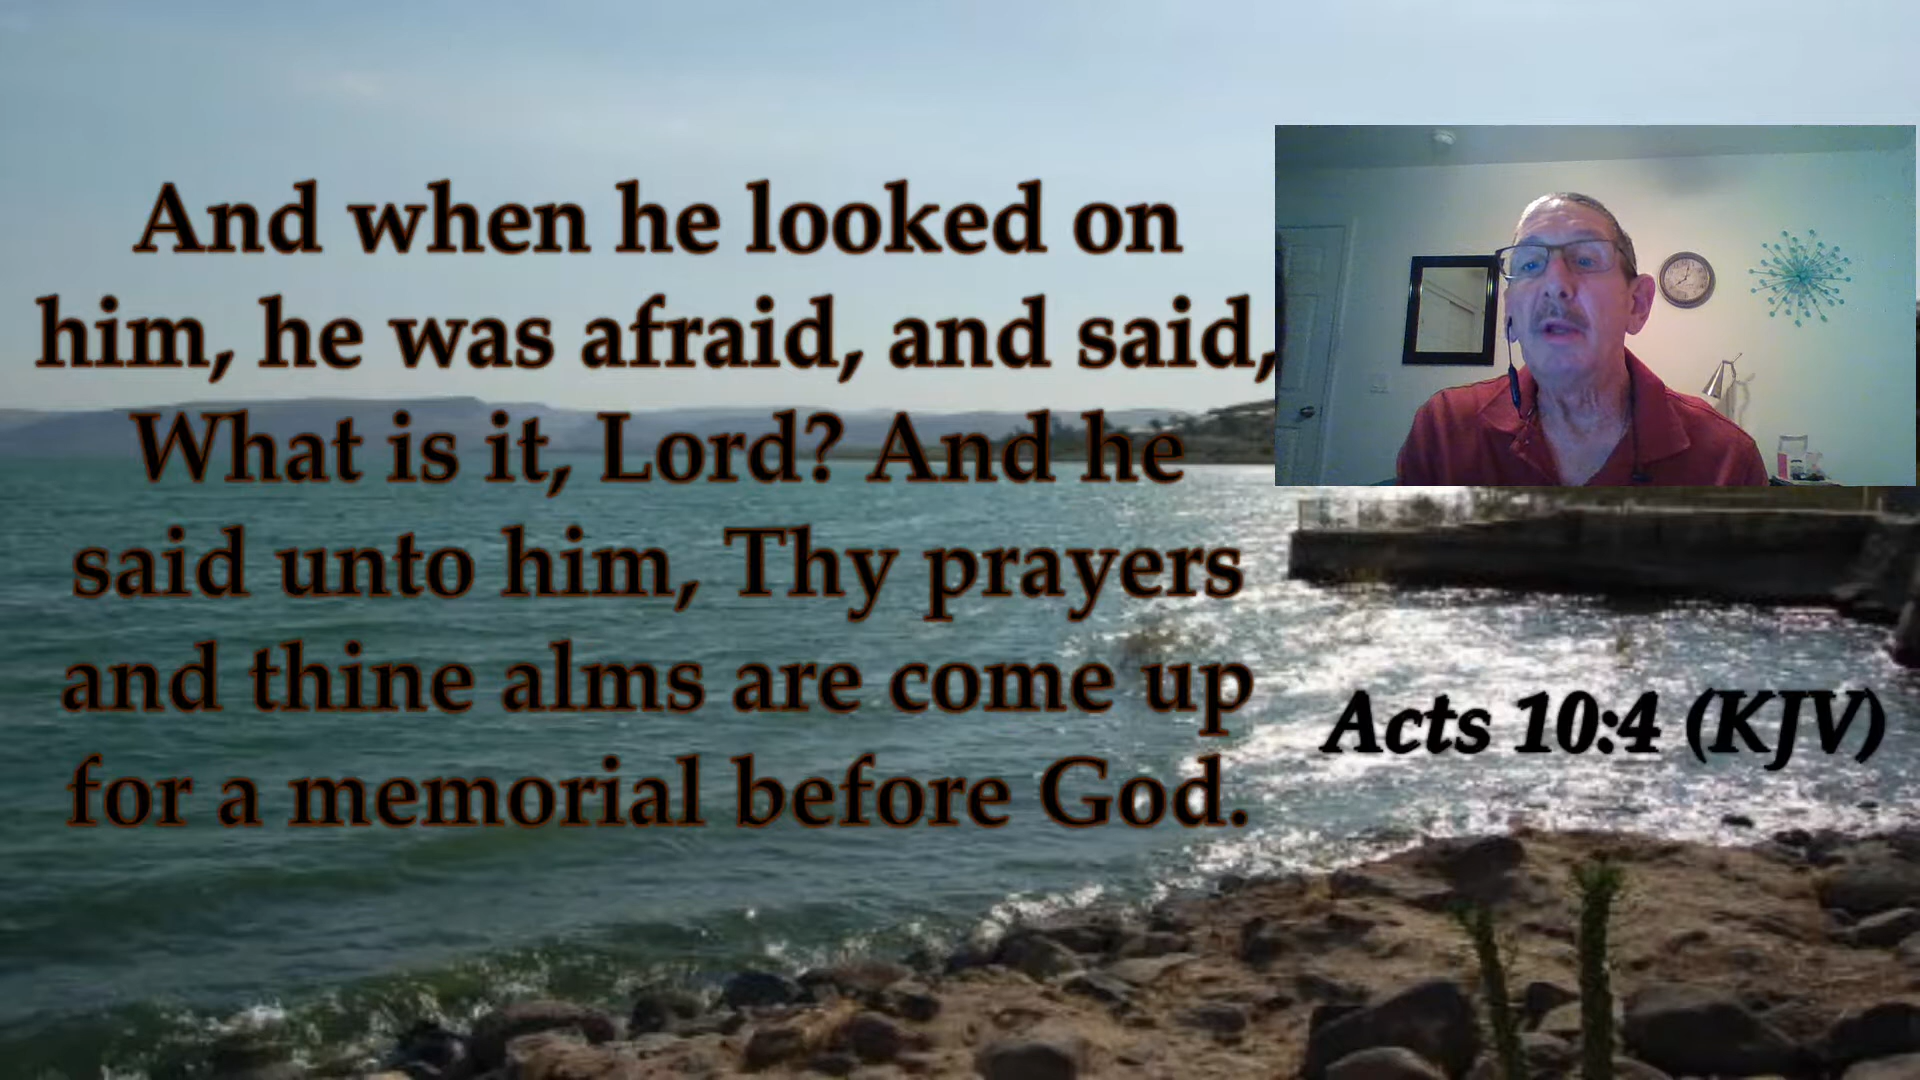 And when he looked on
him, he was afraid, and said,
What is it, Lord? And he
said unto him, Thy prayers
and thine alms are come up
for a memorial before God.
Acts 10:4 (KJV)